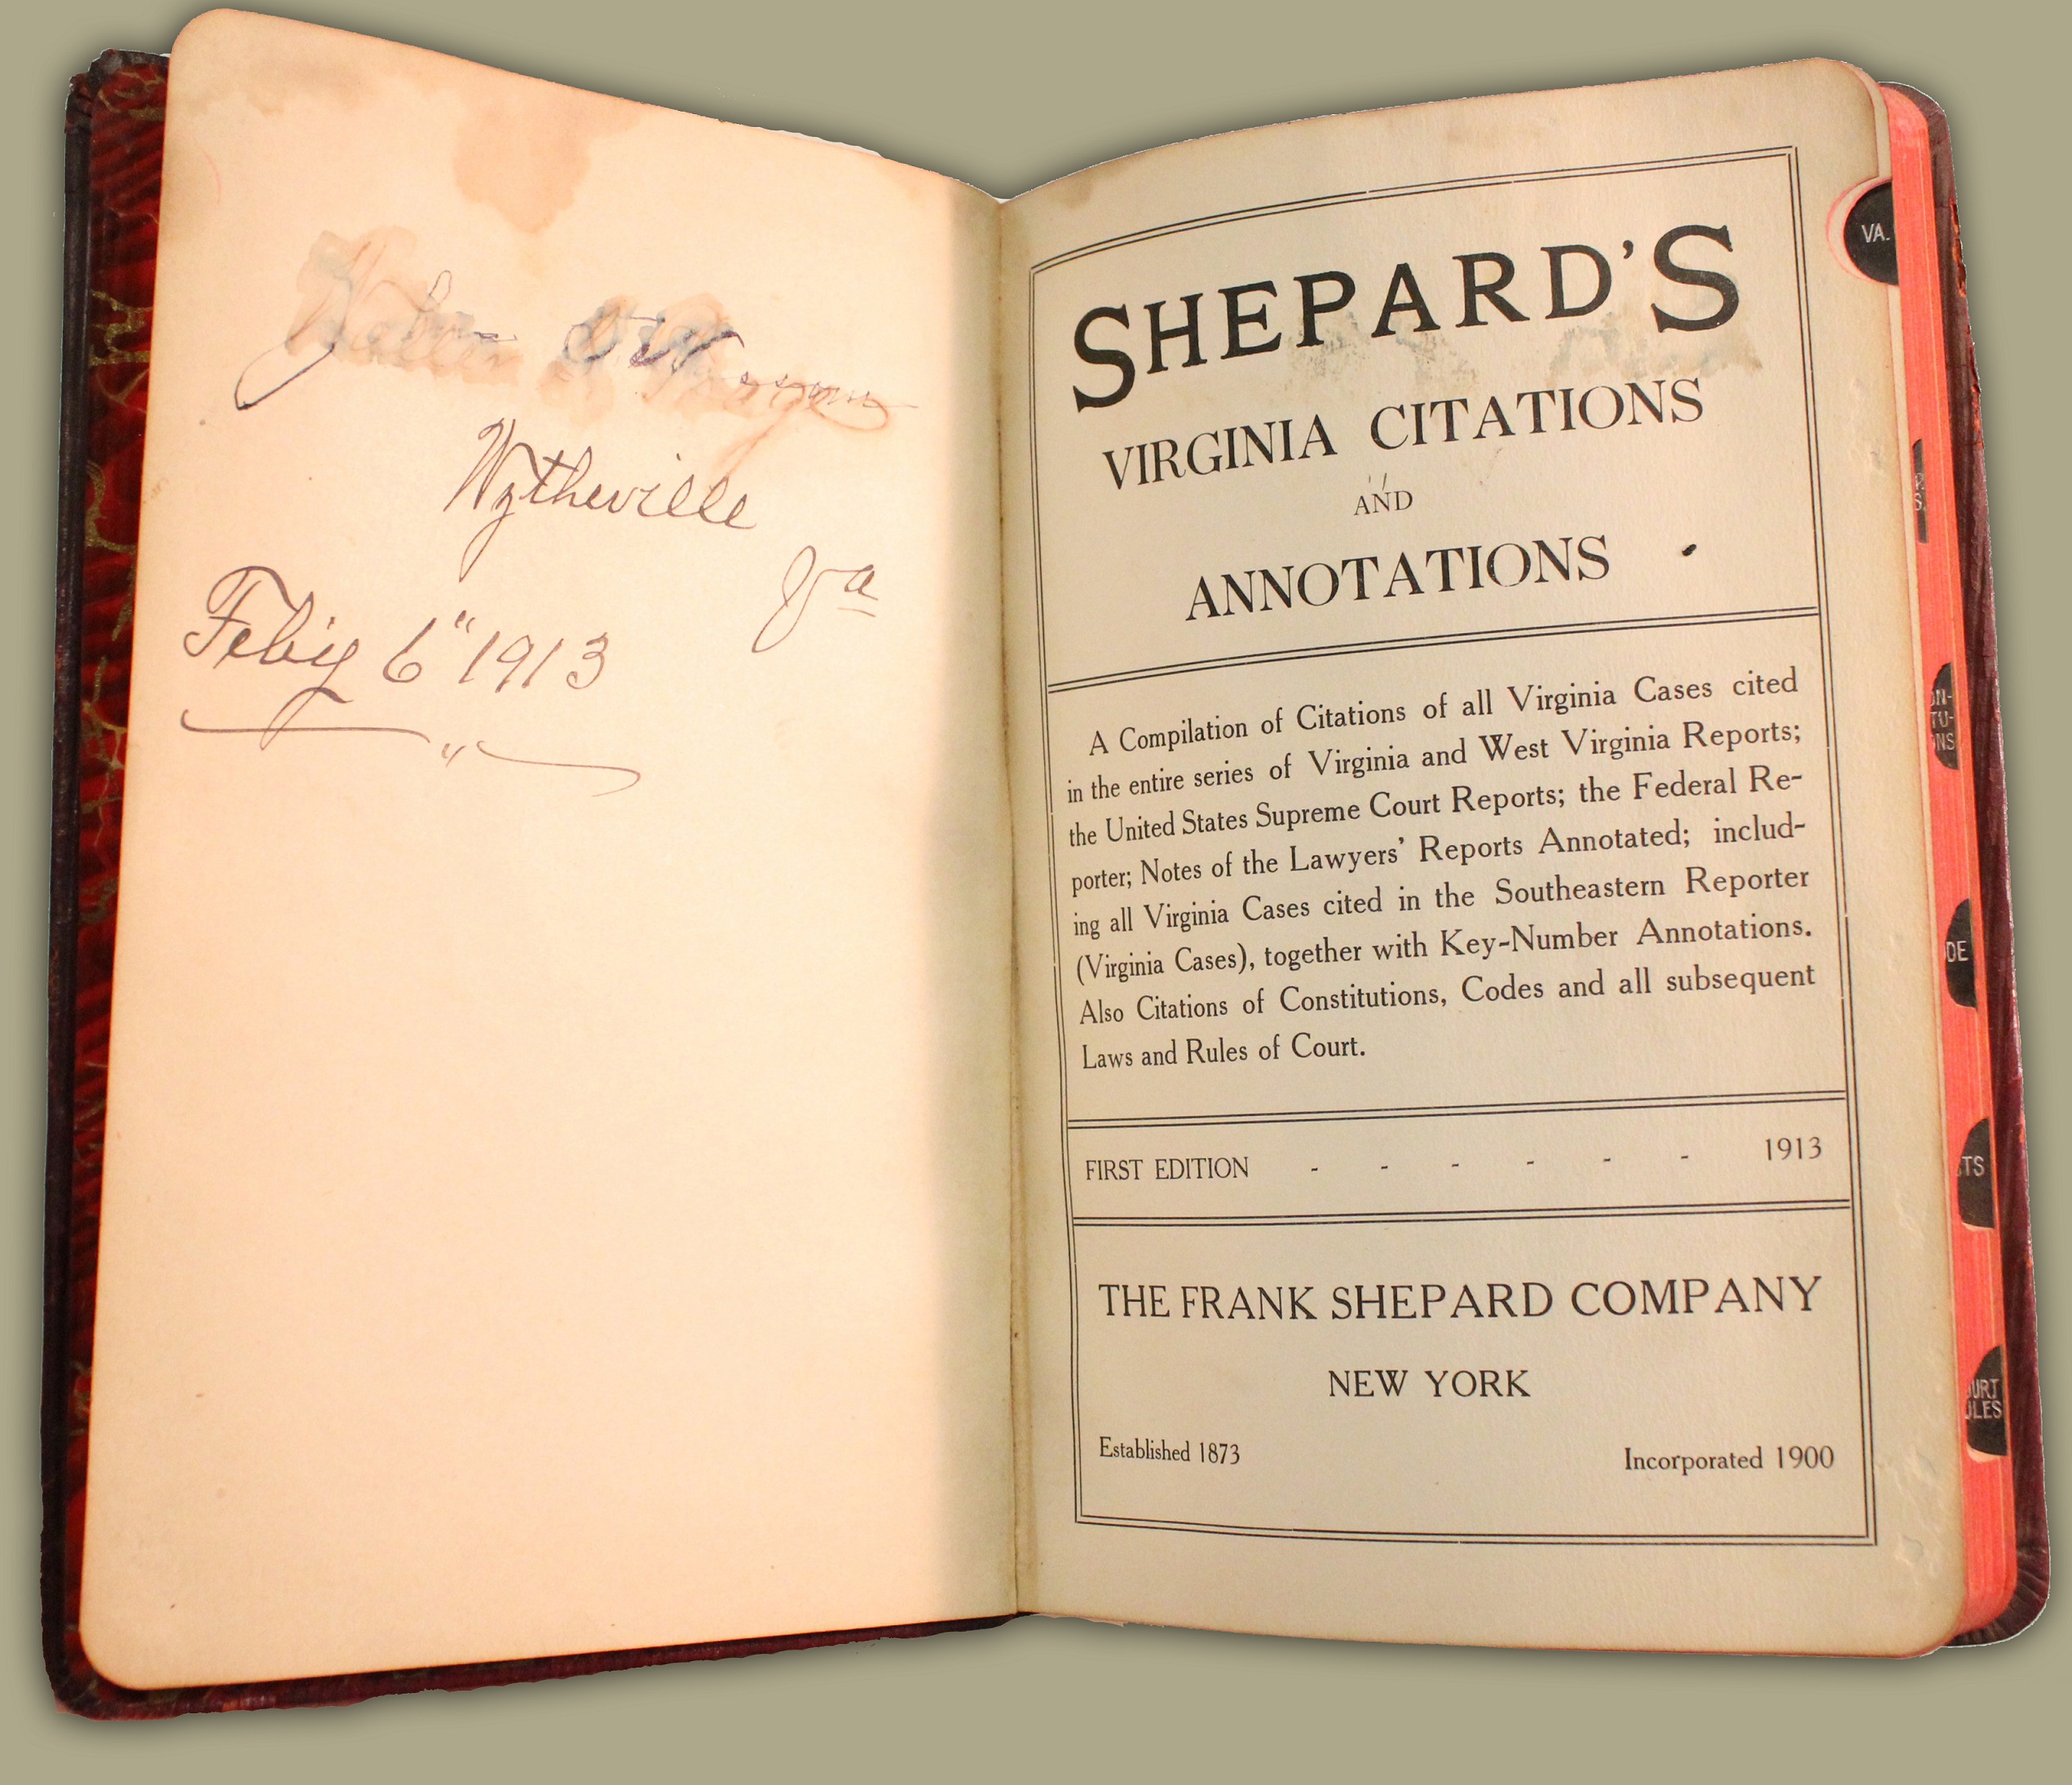 Wytheville
Va
Feby 6" 1913
"
SHEPARD'S
VIRGINIA CITATIONS
AND
ANNOTATIONS
A Compilation of Citations of all Virginia Cases cited
in the entire series of Virginia and West Virginia Reports;
the United States Supreme Court Reports; the Federal Re-
porter; Notes of the Lawyers' Reports Annotated; includ-
ing all Virginia Cases cited in the Southeastern Reporter
(Virginia Cases), together with Key-Number Annotations.
Also Citations of Constitutions, Codes and all subsequent
Laws and Rules of Court.
FIRST EDITION - - - - - - 1913
THE FRANK SHEPARD COMPANY
NEW YORK
Established 1873 Incorporated 1900
VA.